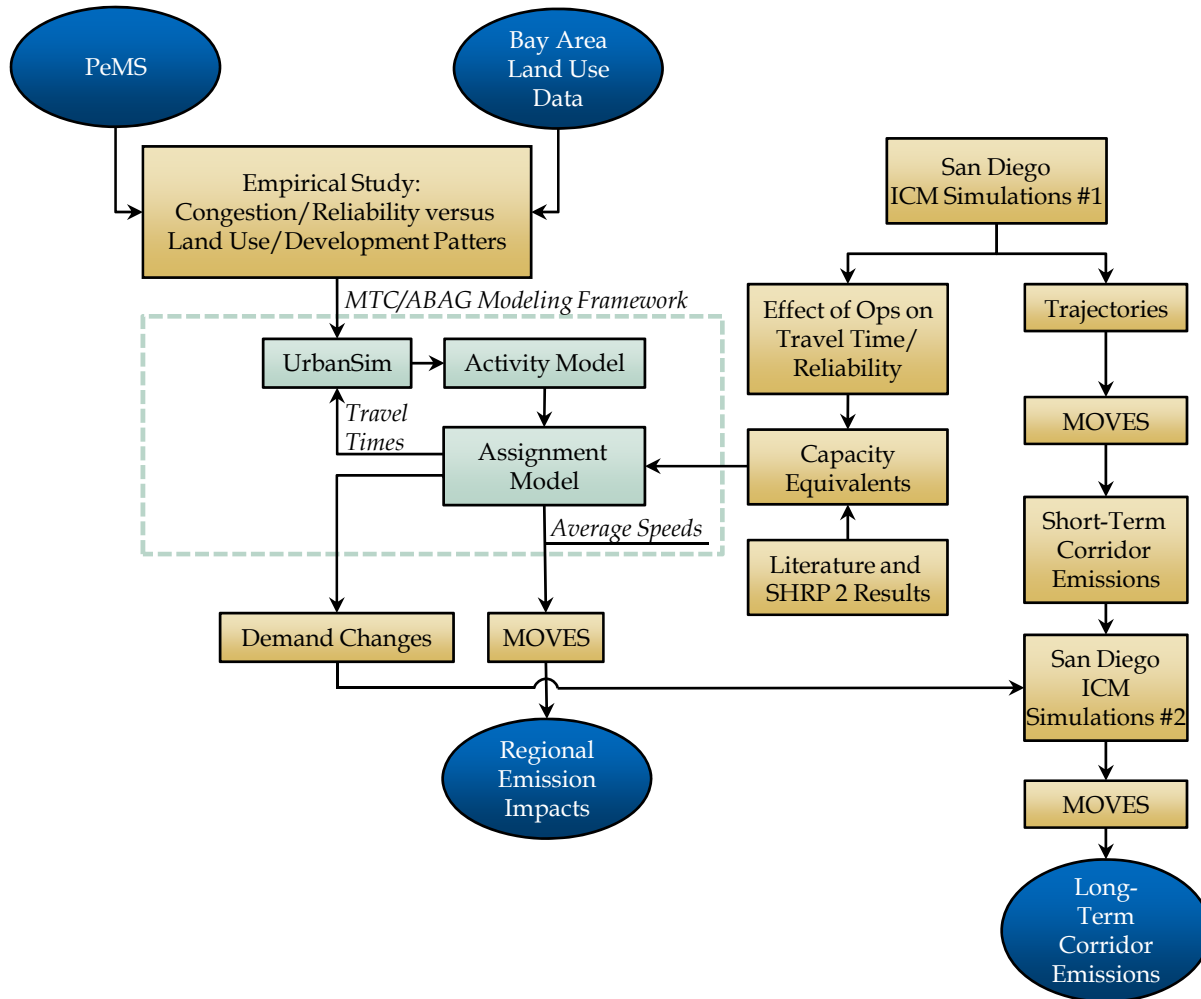 PeMS
Bay Area
Land Use
Data
Empirical Study:
Congestion/Reliability versus
Land Use/Development Patters
San Diego
ICM Simulations #1
MTC/ABAG Modeling Framework
UrbanSim
Activity Model
Travel
Times
Assignment
Model
Average Speeds
Effect of Ops on
Travel Time/
Reliability
Trajectories
MOVES
Capacity
Equivalents
Literature and
SHRP 2 Results
Short-Term
Corridor
Emissions
Demand Changes
MOVES
San Diego
ICM
Simulations #2
Regional
Emission
Impacts
MOVES
Long-
Term
Corridor
Emissions